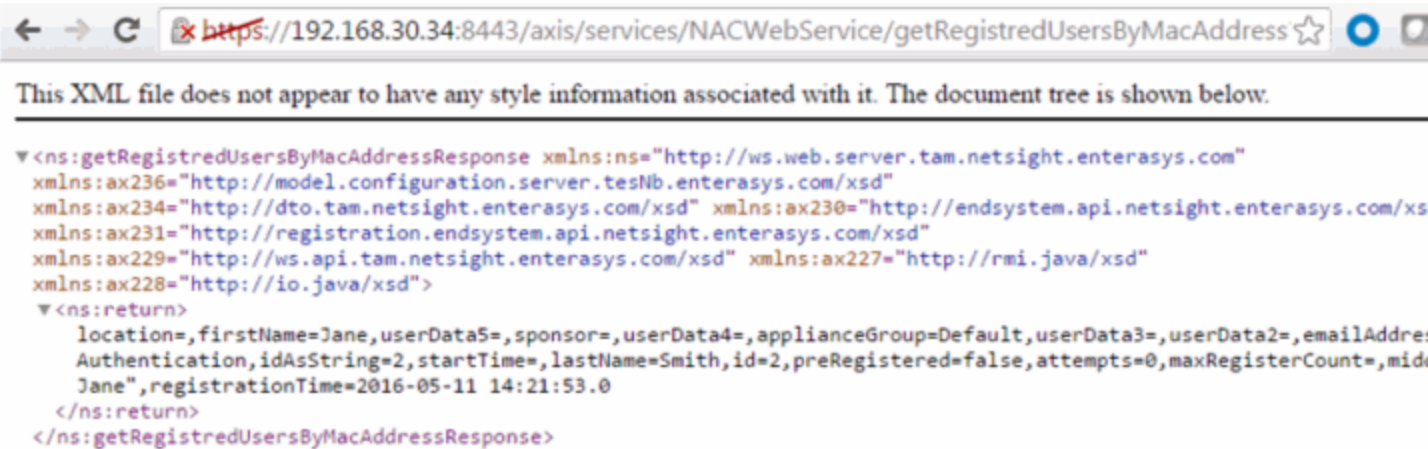 https://192.168.30.34:8443/axis/services/NACWebService/getRegistredUsersByMacAddress
This XML file does not appear to have any style information associated with it. The document tree is shown below.
▼<ns:getRegistredUsersByMacAddressResponse xmlns:ns="http://ws.web.server.tam.netsight.enterasys.com"
xmlns:ax236="http://model.configuration.server.tesNb.enterasys.com/xsd"
xmlns:ax234="http://dto.tam.netsight.enterasys.com/xsd" xmlns:ax230="http://endsystem.api.netsight.enterasys.com/xs
xmlns:ax231="http://registration.endsystem.api.netsight.enterasys.com/xsd"
xmlns:ax229="http://ws.api.tam.netsight.enterasys.com/xsd" xmlns:ax227="http://rmi.java/xsd"
xmlns:ax228="http://io.java/xsd">
▼<ns:return>
location=,firstName=Jane,userData5=,sponsor=,userData4=,applianceGroup=Default,userData3=,userData2=,emailAddres
Authentication,idAsString=2,startTime=,lastName=Smith,id=2,preRegistered=false,attempts=0,maxRegisterCount=,midd
Jane",registrationTime=2016-05-11 14:21:53.0
</ns:return>
</ns:getRegistredUsersByMacAddressResponse>